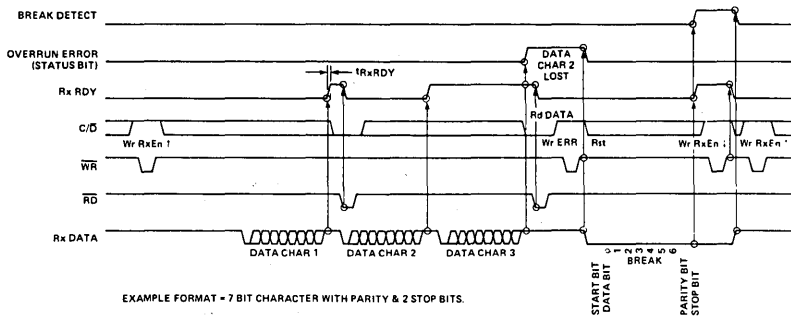 BREAK DETECT
OVERRUN ERROR
(STATUS BIT)
DATA
CHAR 2
LOST
tRxRDY
Rx RDY
Rd DATA
C/D
Wr RxEn ↑
Wr ERR
Rst
Wr RxEn ↓
Wr RxEn ↑
WR
RD
Rx DATA
DATA CHAR 1
DATA CHAR 2
DATA CHAR 3
START BIT
DATA BIT
0 1 2 3 4 5 6
BREAK
PARITY BIT
STOP BIT
EXAMPLE FORMAT = 7 BIT CHARACTER WITH PARITY & 2 STOP BITS.